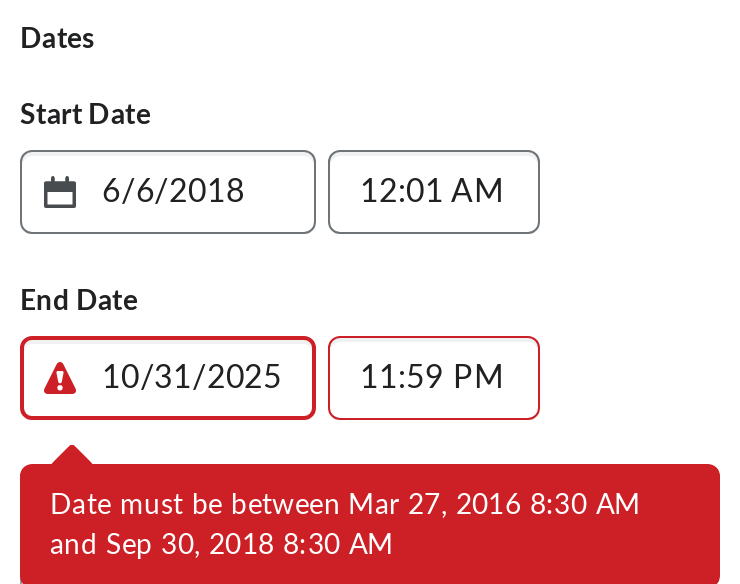 Dates
Start Date
6/6/2018 12:01 AM
End Date
10/31/2025 11:59 PM
Date must be between Mar 27, 2016 8:30 AM
and Sep 30, 2018 8:30 AM